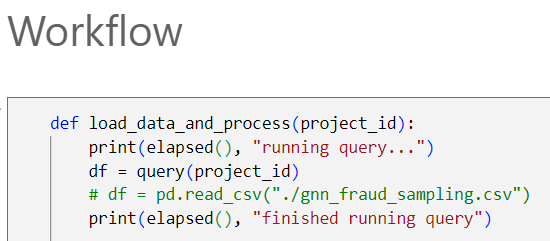 Workflow
def load_data_and_process(project_id):
print(elapsed(), "running query...")
df = query(project_id)
# df = pd.read_csv("./gnn_fraud_sampling.csv")
print(elapsed(), "finished running query")